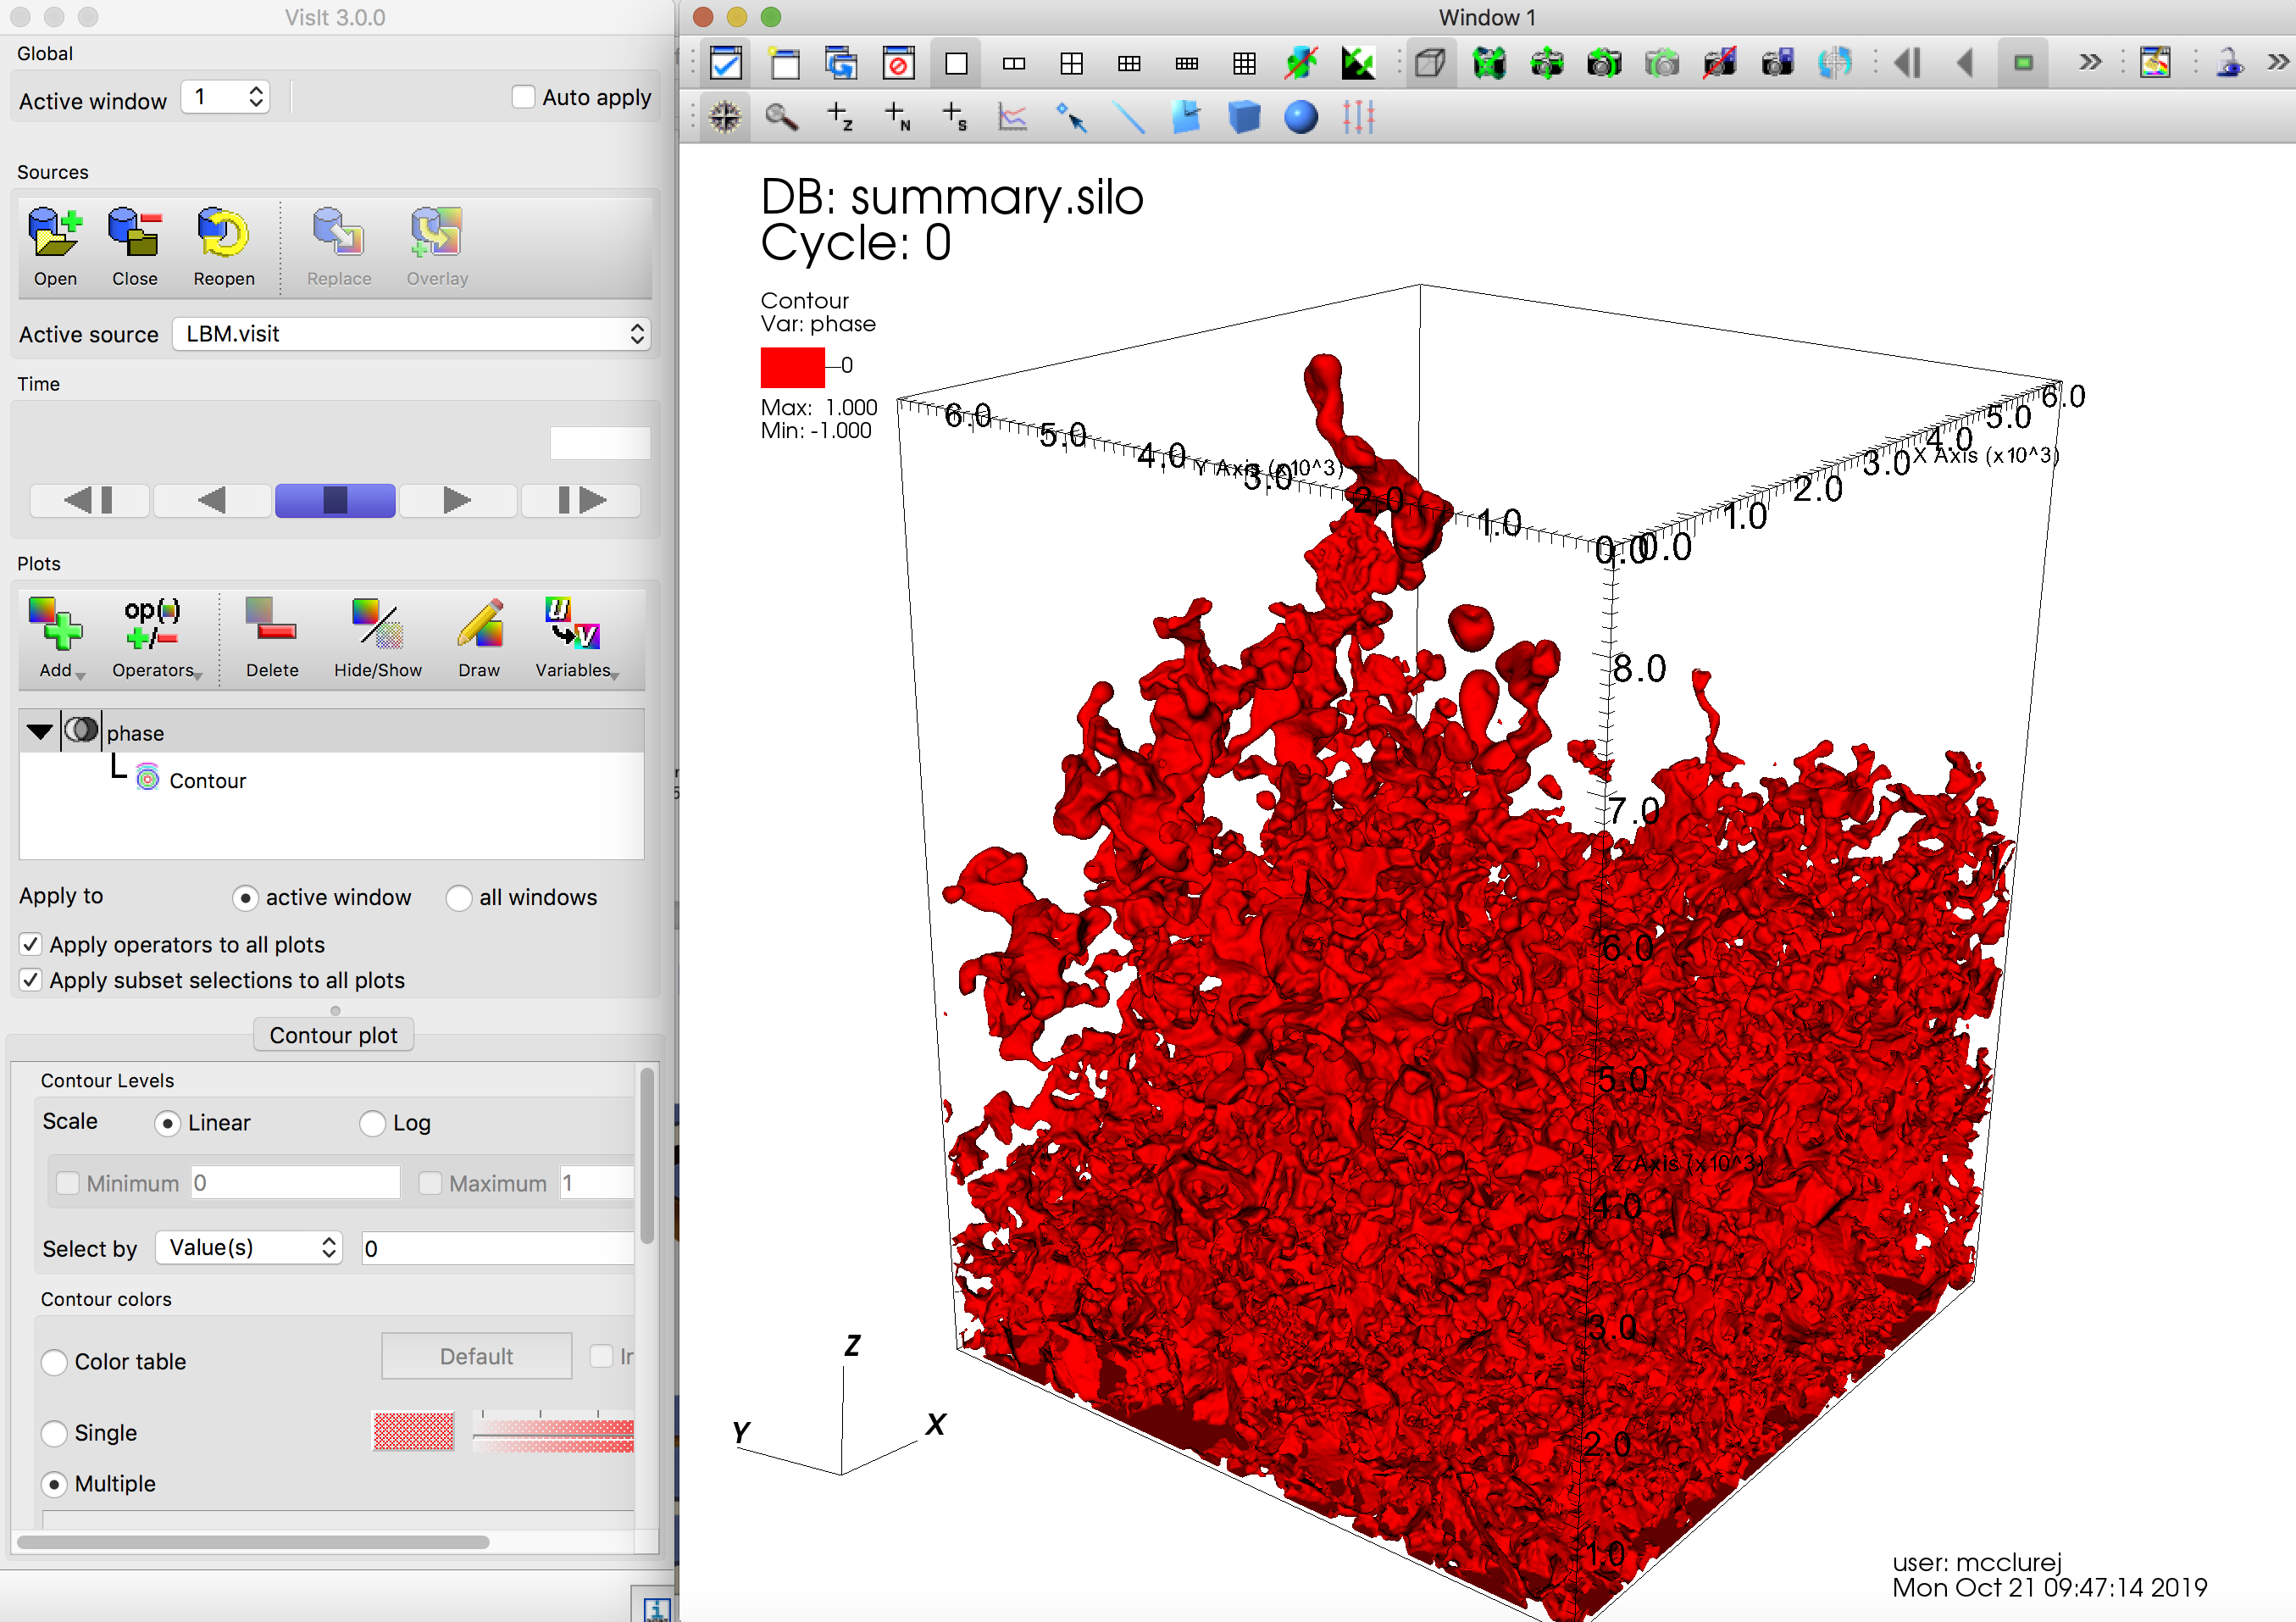 VisIt 3.0.0
Global
Active window 1 Auto apply
Sources
Open Close Reopen Replace Overlay
Active source LBM.visit
Time
Plots
op()
Add Operators Delete Hide/Show Draw Variables
phase
Contour
Apply to active window all windows
Apply operators to all plots
Apply subset selections to all plots
Contour plot
Contour Levels
Scale Linear Log
Minimum 0 Maximum 1
Select by Value(s) 0
Contour colors
Color table Default
Single
Multiple
Window 1
Z N S
DB: summary.silo
Cycle: 0
Contour
Var: phase
0
Max: 1.000
Min: -1.000
6.0 5.0 4.0 3.0 2.0 1.0 0.0
Y Axis (x10^3)
0.0 1.0 2.0 3.0 4.0 5.0 6.0
X Axis (x10^3)
8.0
7.0
6.0
5.0
Z Axis (x10^3)
4.0
3.0
2.0
1.0
Z
Y X
user: mcclurej
Mon Oct 21 09:47:14 2019